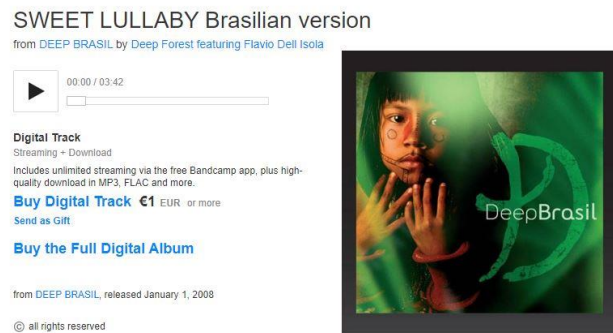 SWEET LULLABY Brasilian version
from DEEP BRASIL by Deep Forest featuring Flavio Dell Isola
00:00 / 03:42
Digital Track
Streaming + Download
Includes unlimited streaming via the free Bandcamp app, plus high-
quality download in MP3, FLAC and more.
Buy Digital Track €1 EUR or more
Send as Gift
Buy the Full Digital Album
from DEEP BRASIL, released January 1, 2008
© all rights reserved
DeepBrasil